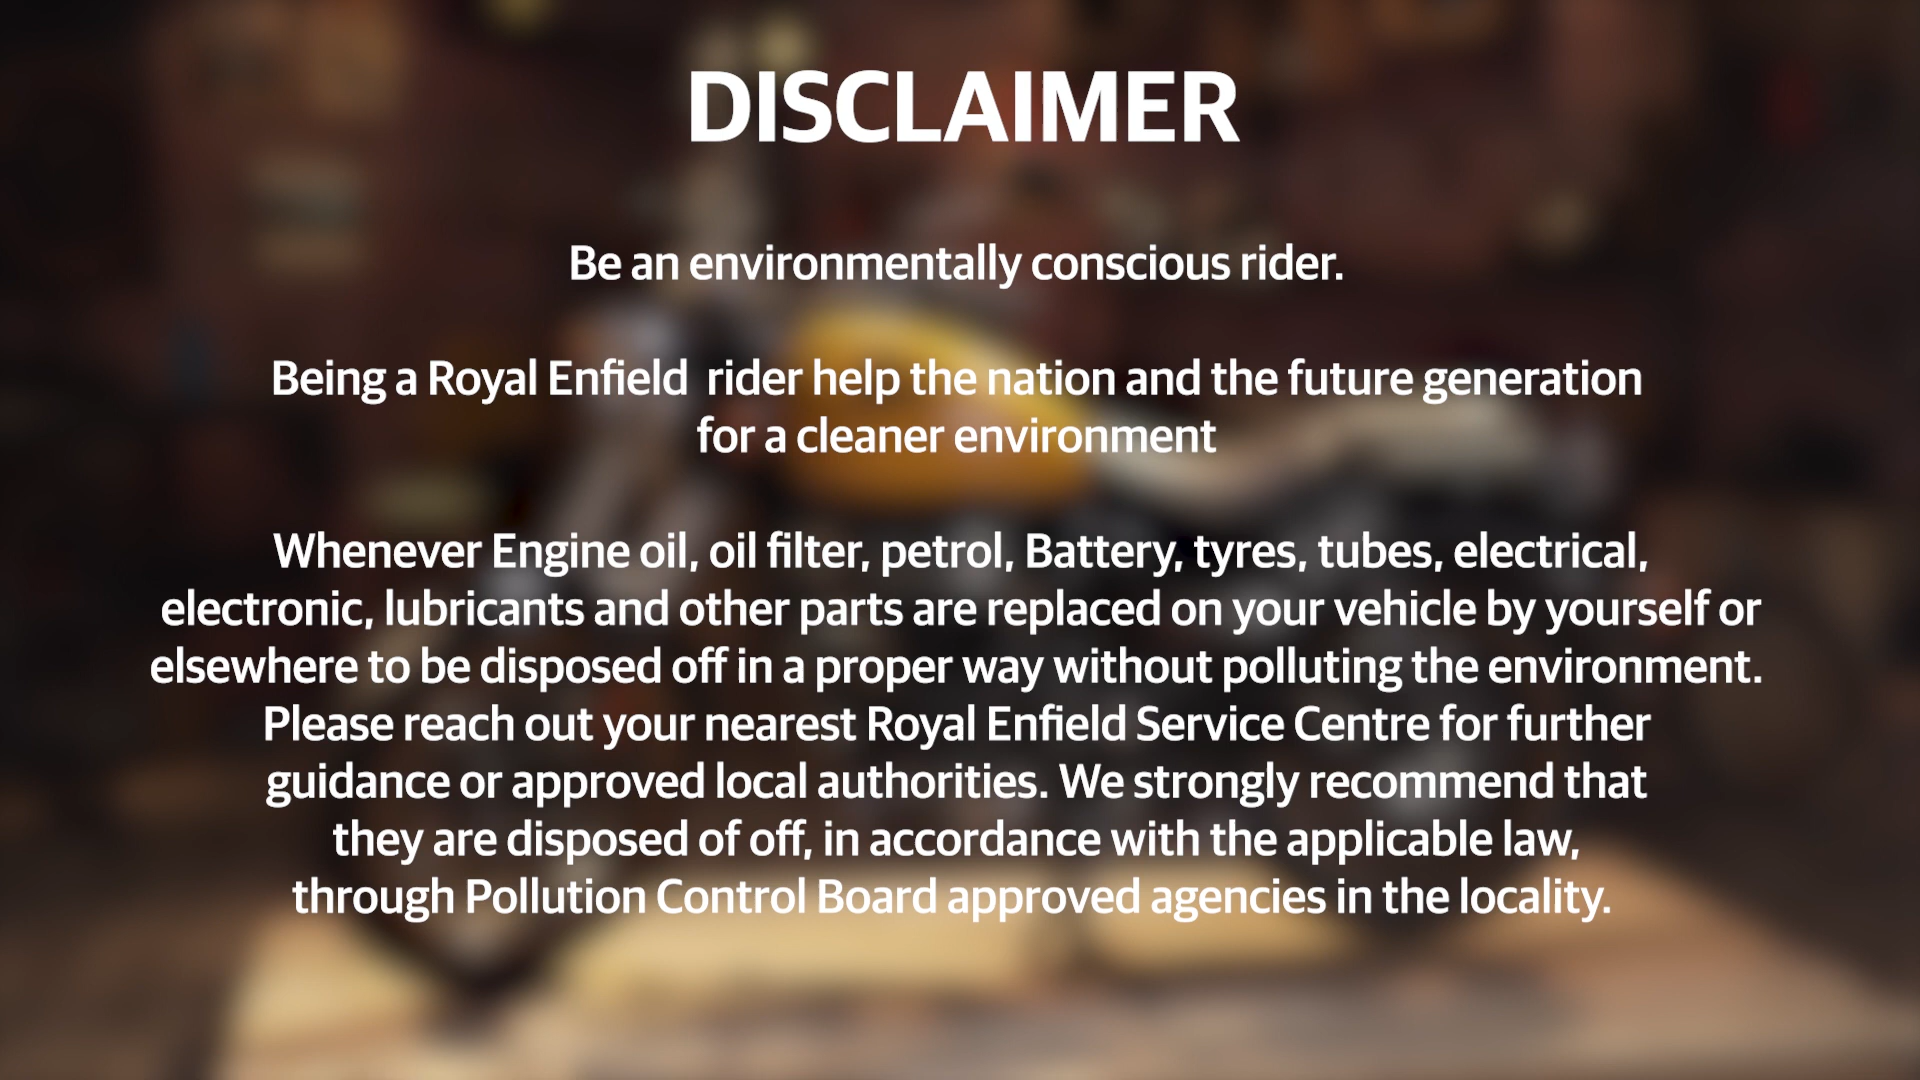 DISCLAIMER
Be an environmentally conscious rider.
Being a Royal Enfield  rider help the nation and the future generation
for a cleaner environment
Whenever Engine oil, oil filter, petrol, Battery, tyres, tubes, electrical,
electronic, lubricants and other parts are replaced on your vehicle by yourself or
elsewhere to be disposed off in a proper way without polluting the environment.
Please reach out your nearest Royal Enfield Service Centre for further
guidance or approved local authorities. We strongly recommend that
they are disposed of off, in accordance with the applicable law,
through Pollution Control Board approved agencies in the locality.